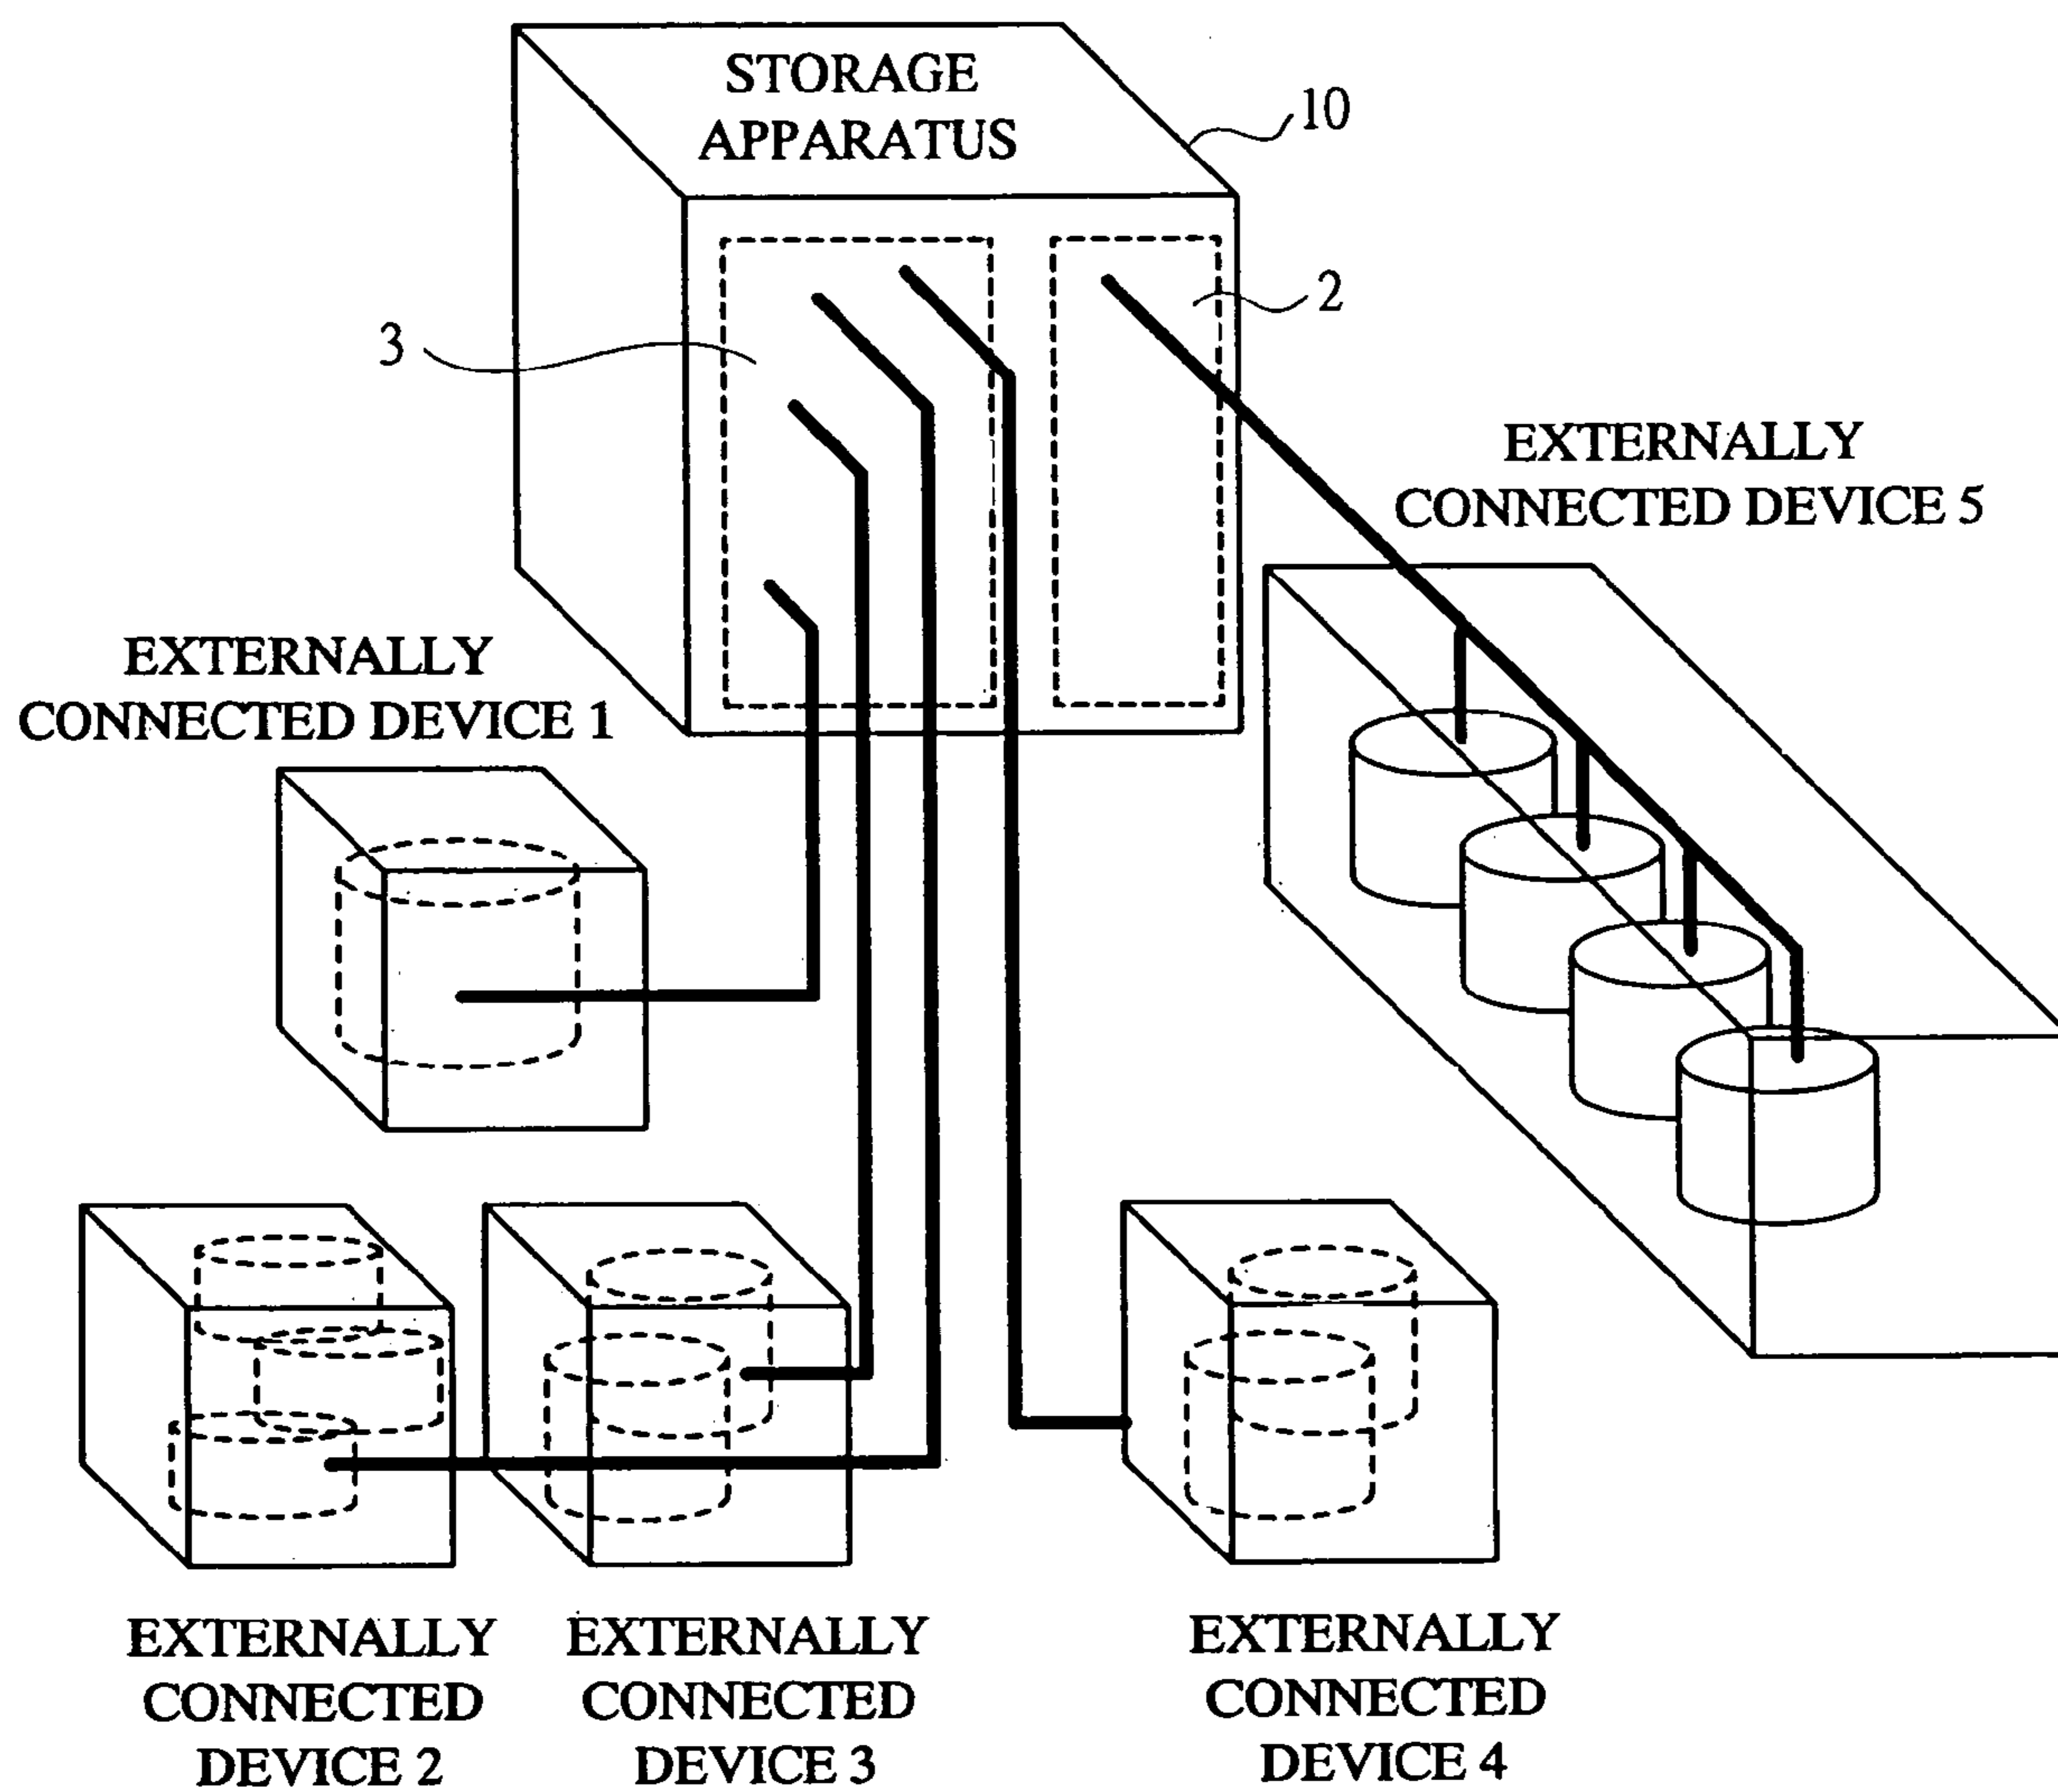 STORAGE
APPARATUS
10
2
3
EXTERNALLY
CONNECTED DEVICE 5
EXTERNALLY
CONNECTED DEVICE 1
EXTERNALLY
CONNECTED
DEVICE 2
EXTERNALLY
CONNECTED
DEVICE 3
EXTERNALLY
CONNECTED
DEVICE 4